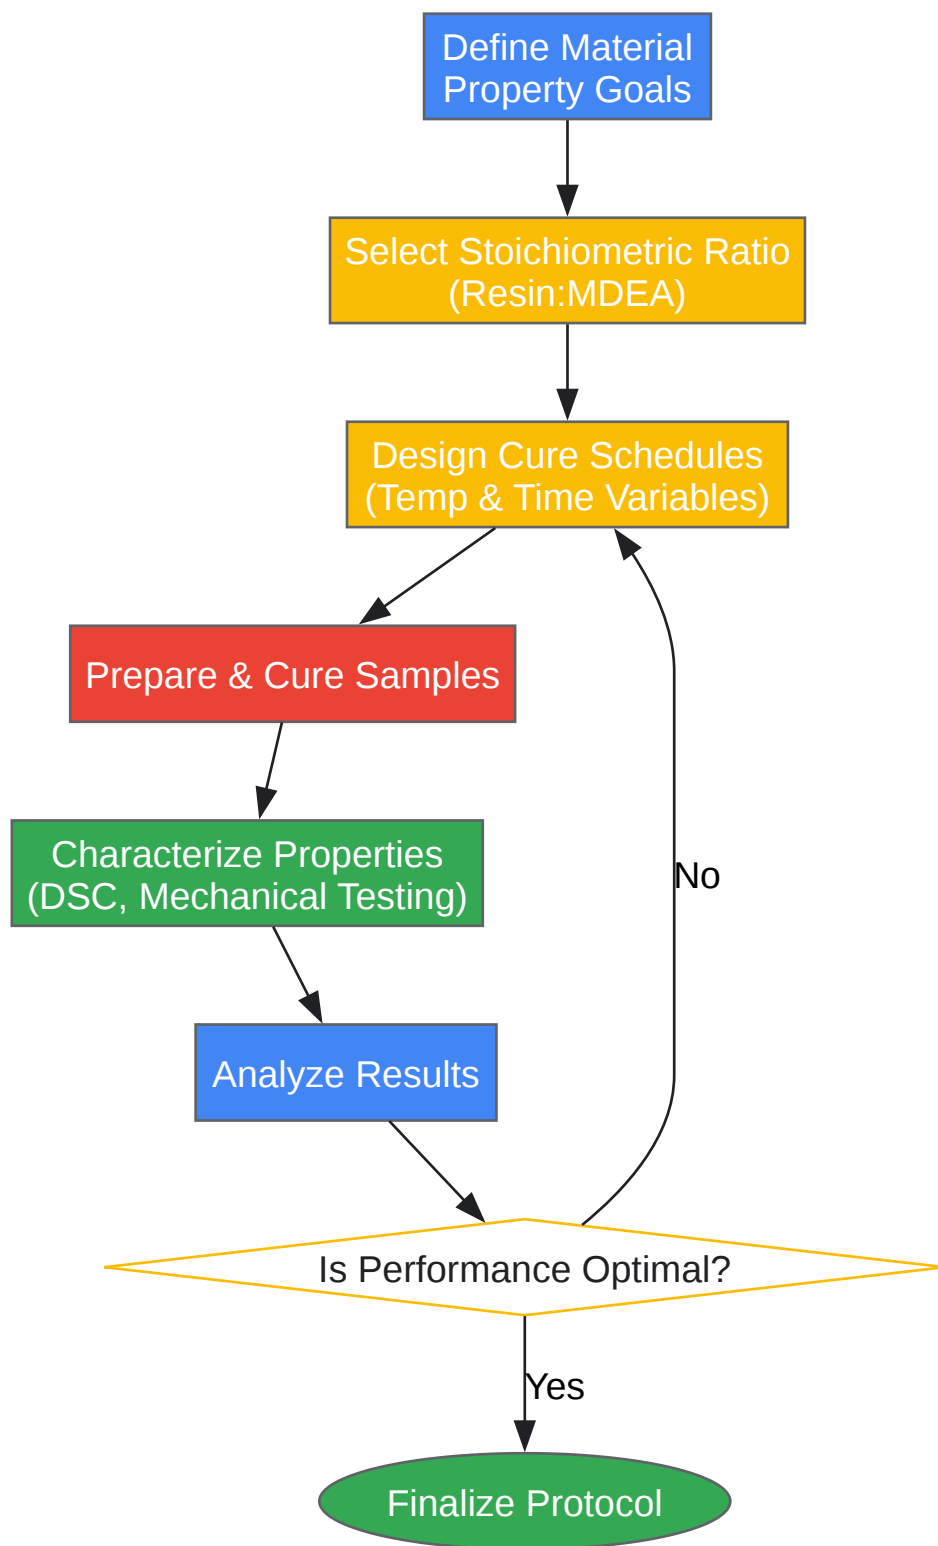 Define Material
Property Goals
Select Stoichiometric Ratio
(Resin:MDEA)
Design Cure Schedules
(Temp & Time Variables)
Prepare & Cure Samples
Characterize Properties
(DSC, Mechanical Testing)
No
Analyze Results
Is Performance Optimal?
Yes
Finalize Protocol